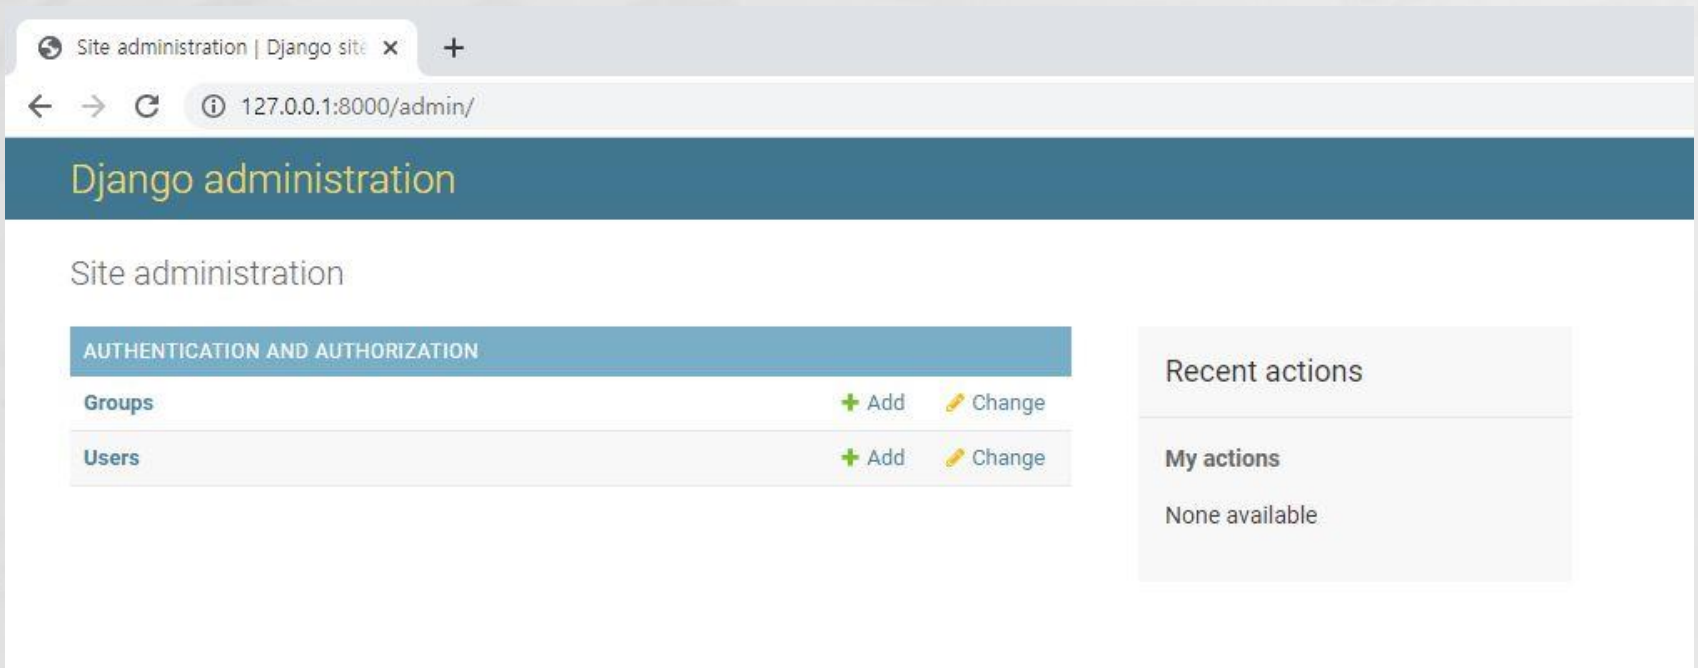 Site administration | Django site
127.0.0.1:8000/admin/
Django administration
Site administration
AUTHENTICATION AND AUTHORIZATION
Groups Add Change
Users Add Change
Recent actions
My actions
None available